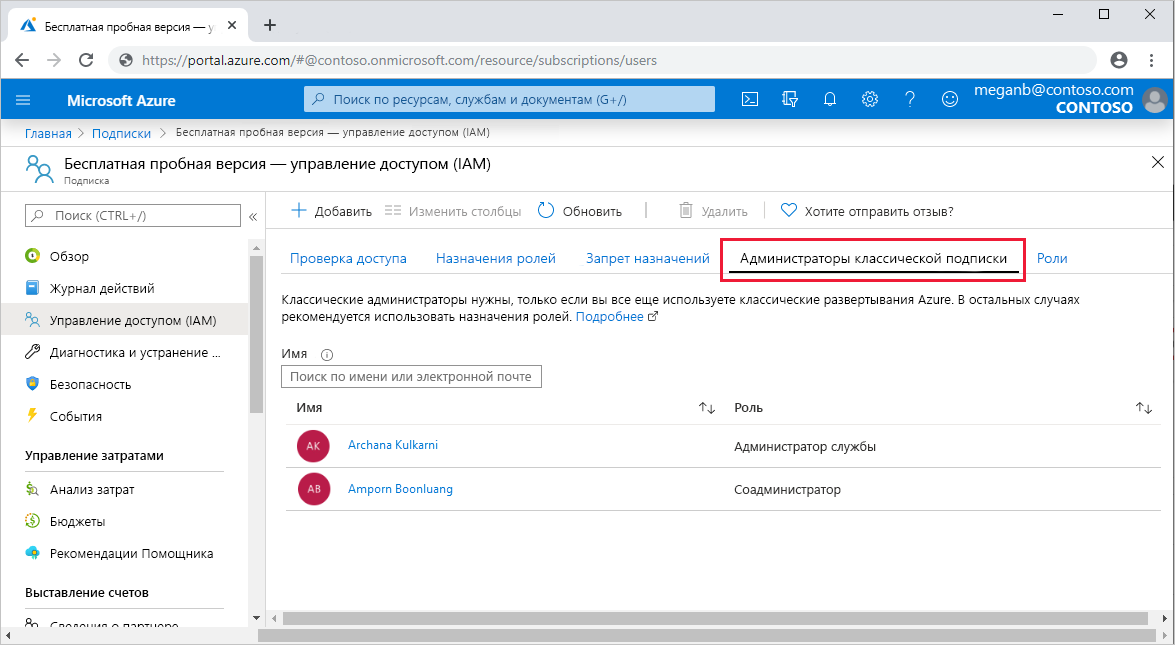 Бесплатная пробная версия — у
https://portal.azure.com/#@contoso.onmicrosoft.com/resource/subscriptions/users
Microsoft Azure
Поиск по ресурсам, службам и документам (G+/)
meganb@contoso.com
CONTOSO
Главная > Подписки > Бесплатная пробная версия — управление доступом (IAM)
Бесплатная пробная версия — управление доступом (IAM)
Подписка
Поиск (CTRL+/)
«
Обзор
Журнал действий
Управление доступом (IAM)
Диагностика и устранение ...
Безопасность
События
Управление затратами
Анализ затрат
Бюджеты
Рекомендации Помощника
Выставление счетов
Сведения о партнере
Добавить
Изменить столбцы
Обновить
Удалить
Хотите отправить отзыв?
Проверка доступа
Назначения ролей
Запрет назначений
Администраторы классической подписки
Роли
Классические администраторы нужны, только если вы все еще используете классические развертывания Azure. В остальных случаях
рекомендуется использовать назначения ролей. Подробнее
Имя
Поиск по имени или электронной почте
Имя
Роль
AK
Archana Kulkarni
Администратор службы
AB
Amporn Boonluang
Соадминистратор